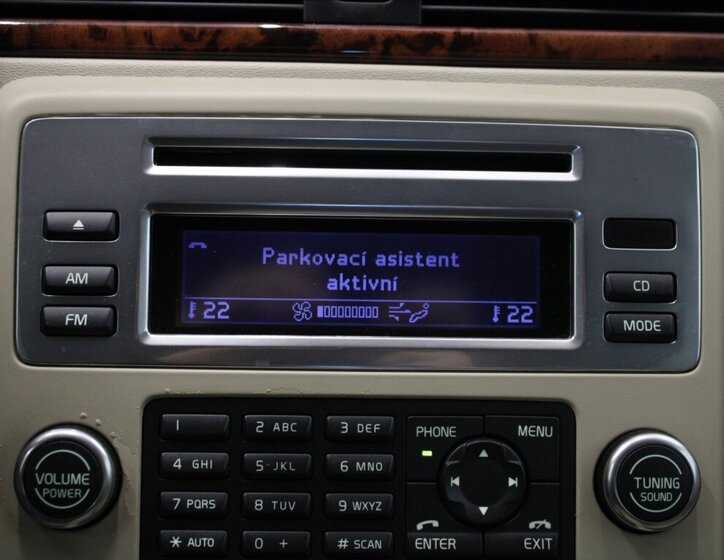 Parkovací asistent
aktivní
22
22
AM
FM
CD
MODE
VOLUME
POWER
1
2 ABC
3 DEF
4 GHI
5 JKL
6 MNO
7 PQRS
8 TUV
9 WXYZ
* AUTO
0 +
# SCAN
PHONE
MENU
ENTER
EXIT
TUNING
SOUND